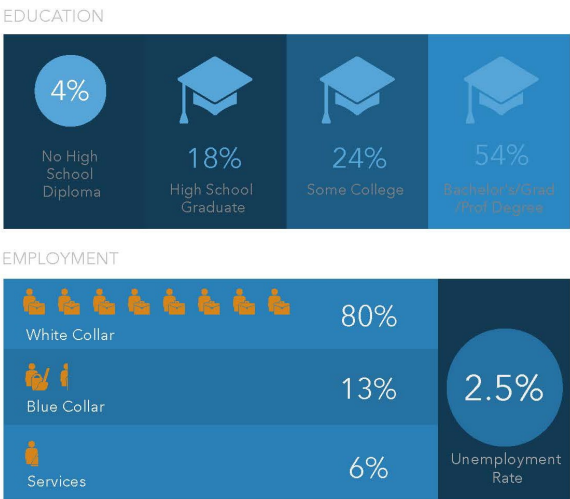 EDUCATION
4%
No High
School
Diploma
18%
High School
Graduate
24%
Some College
54%
Bachelor's/Grad
/Prof Degree
EMPLOYMENT
White Collar
80%
Blue Collar
13%
Services
6%
2.5%
Unemployment
Rate